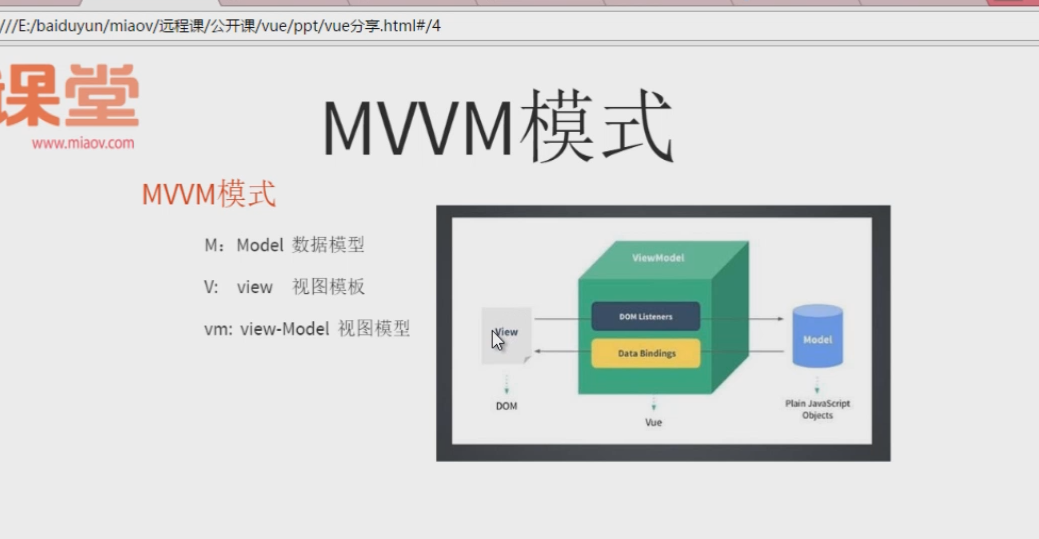 ///E:/baiduyun/miaov/远程课/公开课/vue/ppt/vue分享.html#/4
课堂
www.miaov.com
MVVM模式
MVVM模式
M: Model 数据模型
V: view 视图模板
vm: view-Model 视图模型
ViewModel
DOM Listeners
View
Model
Data Bindings
DOM
Vue
Plain JavaScript
Objects